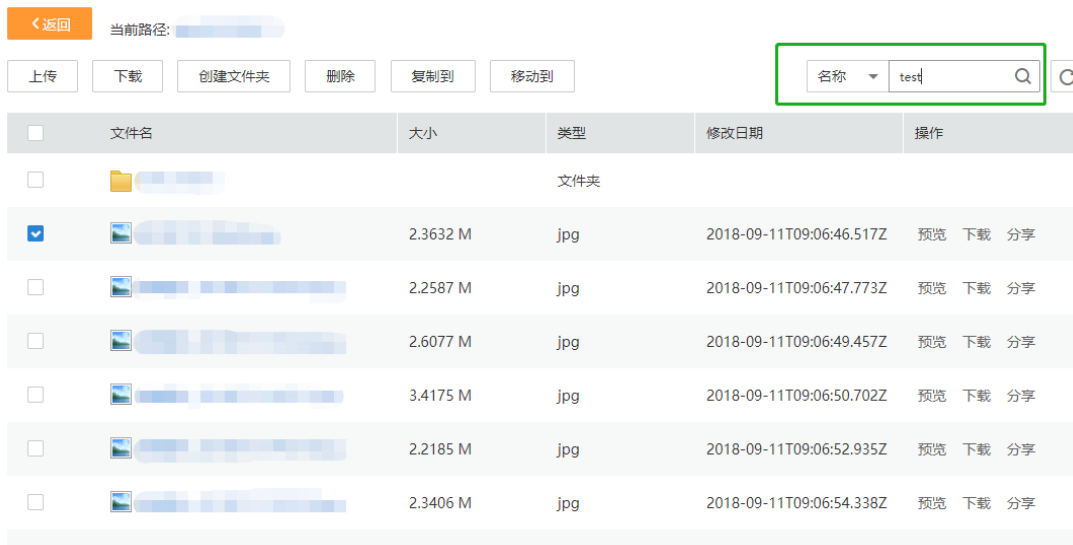 返回 当前路径:
上传 下载 创建文件夹 删除 复制到 移动到 名称 test
文件名 大小 类型 修改日期 操作
文件夹
2.3632 M jpg 2018-09-11T09:06:46.517Z 预览 下载 分享
2.2587 M jpg 2018-09-11T09:06:47.773Z 预览 下载 分享
2.6077 M jpg 2018-09-11T09:06:49.457Z 预览 下载 分享
3.4175 M jpg 2018-09-11T09:06:50.702Z 预览 下载 分享
2.2185 M jpg 2018-09-11T09:06:52.935Z 预览 下载 分享
2.3406 M jpg 2018-09-11T09:06:54.338Z 预览 下载 分享